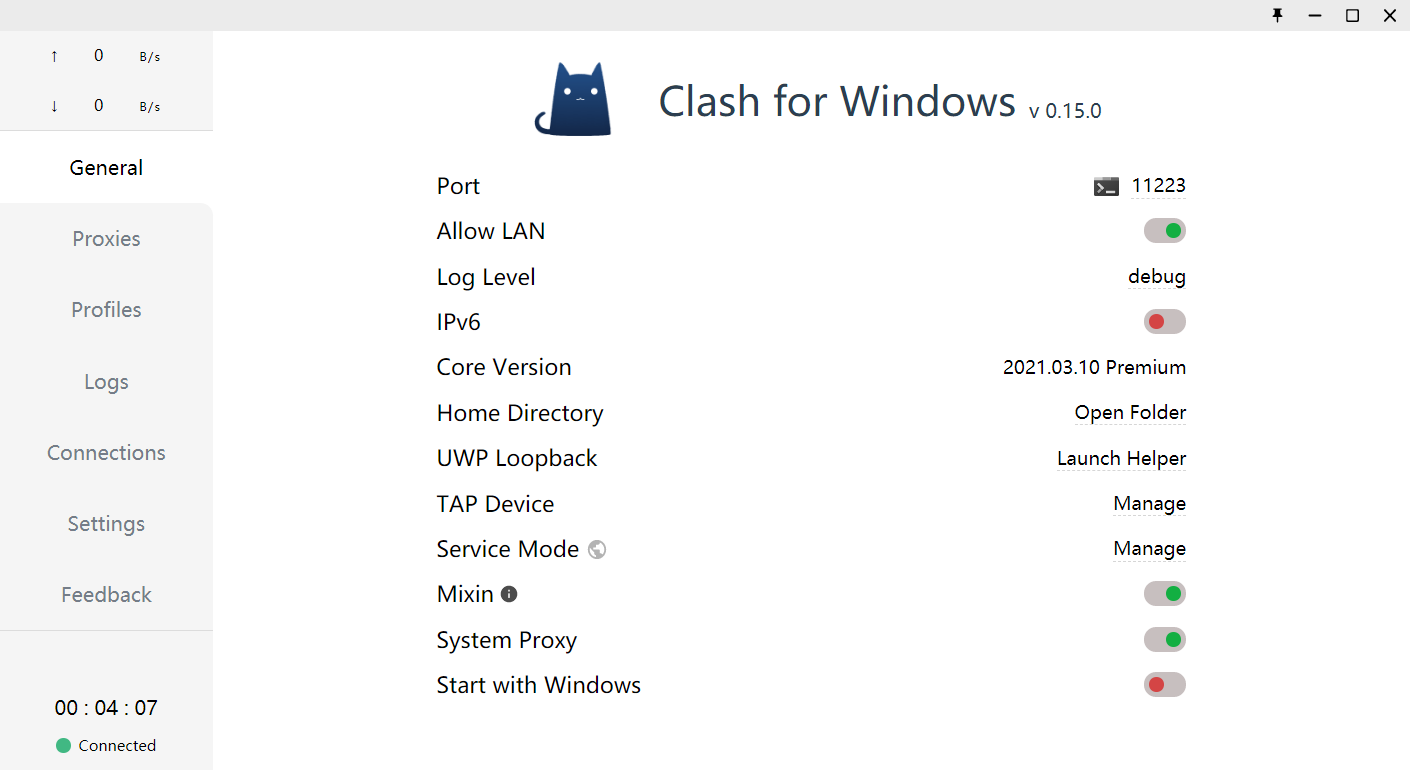 ↑ 0 B/s
↓ 0 B/s
General
Proxies
Profiles
Logs
Connections
Settings
Feedback
00 : 04 : 07
Connected
Clash for Windows v 0.15.0
Port 11223
Allow LAN
Log Level debug
IPv6
Core Version 2021.03.10 Premium
Home Directory Open Folder
UWP Loopback Launch Helper
TAP Device Manage
Service Mode Manage
Mixin
System Proxy
Start with Windows